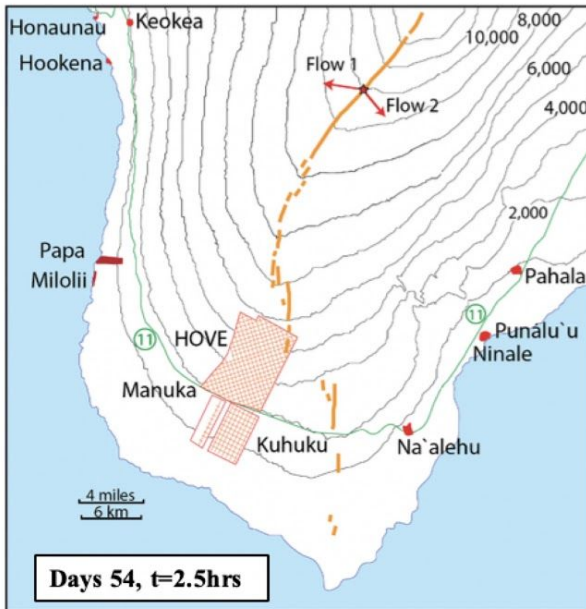 Honaunau
Keokea
Hookena
8,000
10,000
6,000
4,000
Flow 1
Flow 2
2,000
Papa
Milolii
Pahala
11
HOVE
11
Punalu`u
Ninale
Manuka
Kuhuku
Na`alehu
4 miles
6 km
Days 54, t=2.5hrs